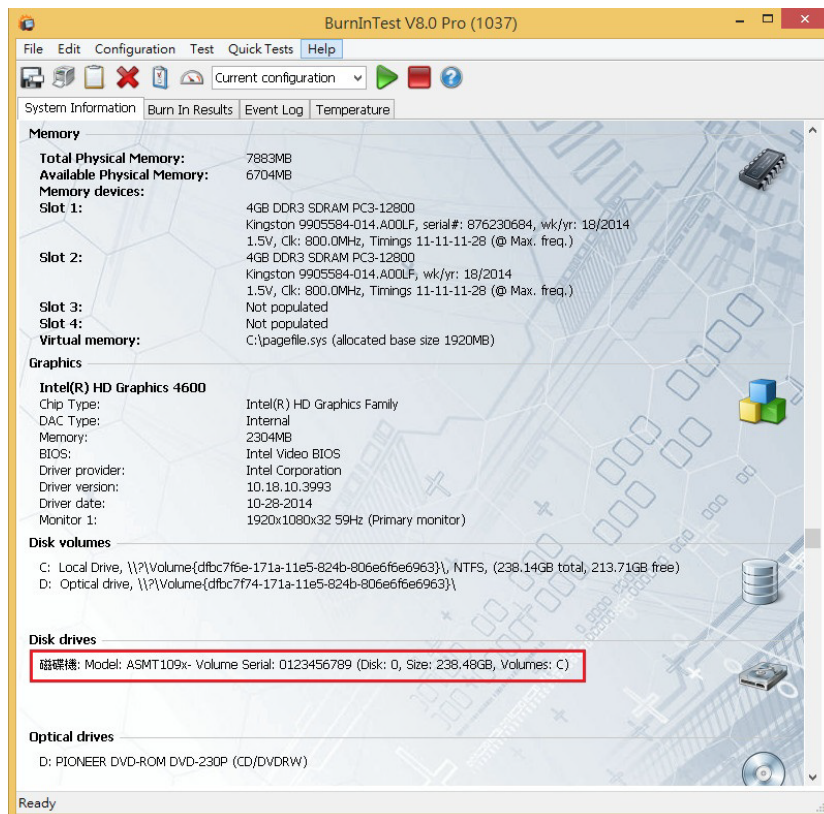 BurnInTest V8.0 Pro (1037)
File Edit Configuration Test Quick Tests Help
Current configuration
System Information Burn In Results Event Log Temperature
Memory
Total Physical Memory: 7883MB
Available Physical Memory: 6704MB
Memory devices:
Slot 1: 4GB DDR3 SDRAM PC3-12800
Kingston 9905584-014.A00LF, serial#: 876230684, wk/yr: 18/2014
1.5V, Clk: 800.0MHz, Timings 11-11-11-28 (@ Max. freq.)
Slot 2: 4GB DDR3 SDRAM PC3-12800
Kingston 9905584-014.A00LF, wk/yr: 18/2014
1.5V, Clk: 800.0MHz, Timings 11-11-11-28 (@ Max. freq.)
Slot 3: Not populated
Slot 4: Not populated
Virtual memory: C:\pagefile.sys (allocated base size 1920MB)
Graphics
Intel(R) HD Graphics 4600
Chip Type: Intel(R) HD Graphics Family
DAC Type: Internal
Memory: 2304MB
BIOS: Intel Video BIOS
Driver provider: Intel Corporation
Driver version: 10.18.10.3993
Driver date: 10-28-2014
Monitor 1: 1920x1080x32 59Hz (Primary monitor)
Disk volumes
C: Local Drive, \\?\Volume{dfbc7f6e-171a-11e5-824b-806e6f6e6963}\, NTFS, (238.14GB total, 213.71GB free)
D: Optical drive, \\?\Volume{dfbc7f74-171a-11e5-824b-806e6f6e6963}\
Disk drives
磁碟機: Model: ASMT109x- Volume Serial: 0123456789 (Disk: 0, Size: 238.48GB, Volumes: C)
Optical drives
D: PIONEER DVD-ROM DVD-230P (CD/DVDRW)
Ready